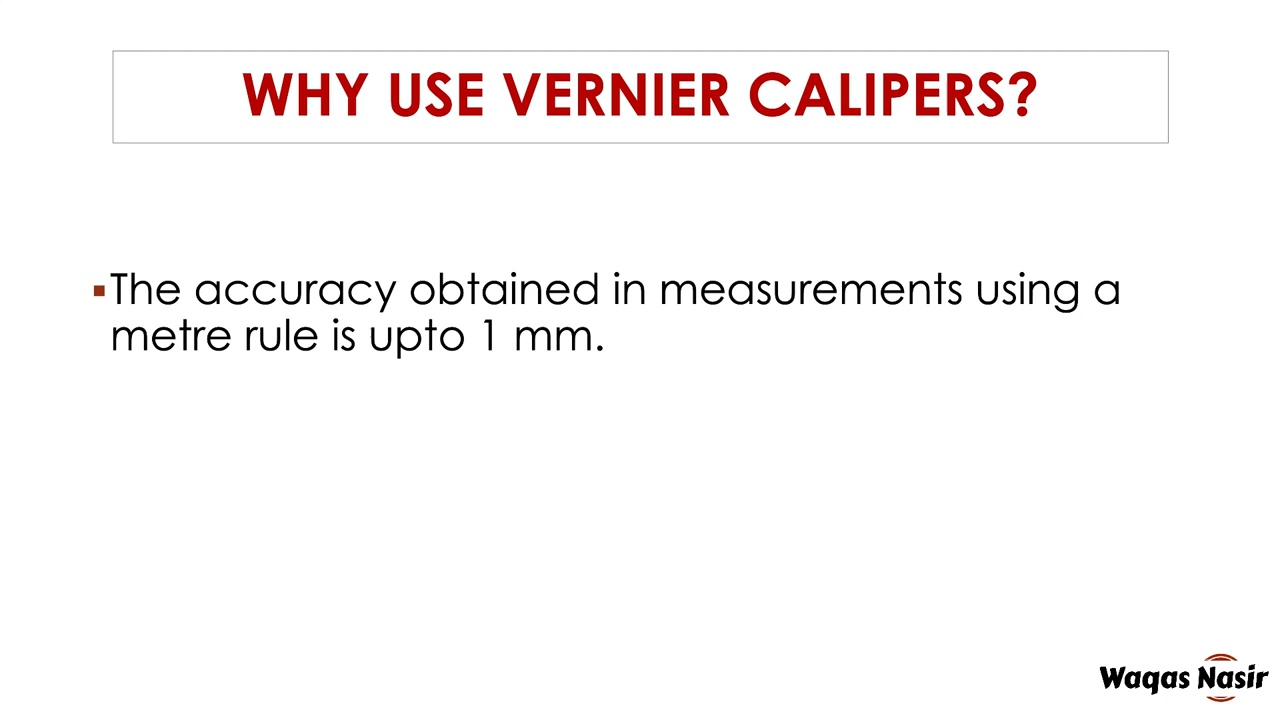 WHY USE VERNIER CALIPERS?
▪The accuracy obtained in measurements using a
metre rule is upto 1 mm.
Waqas Nasir